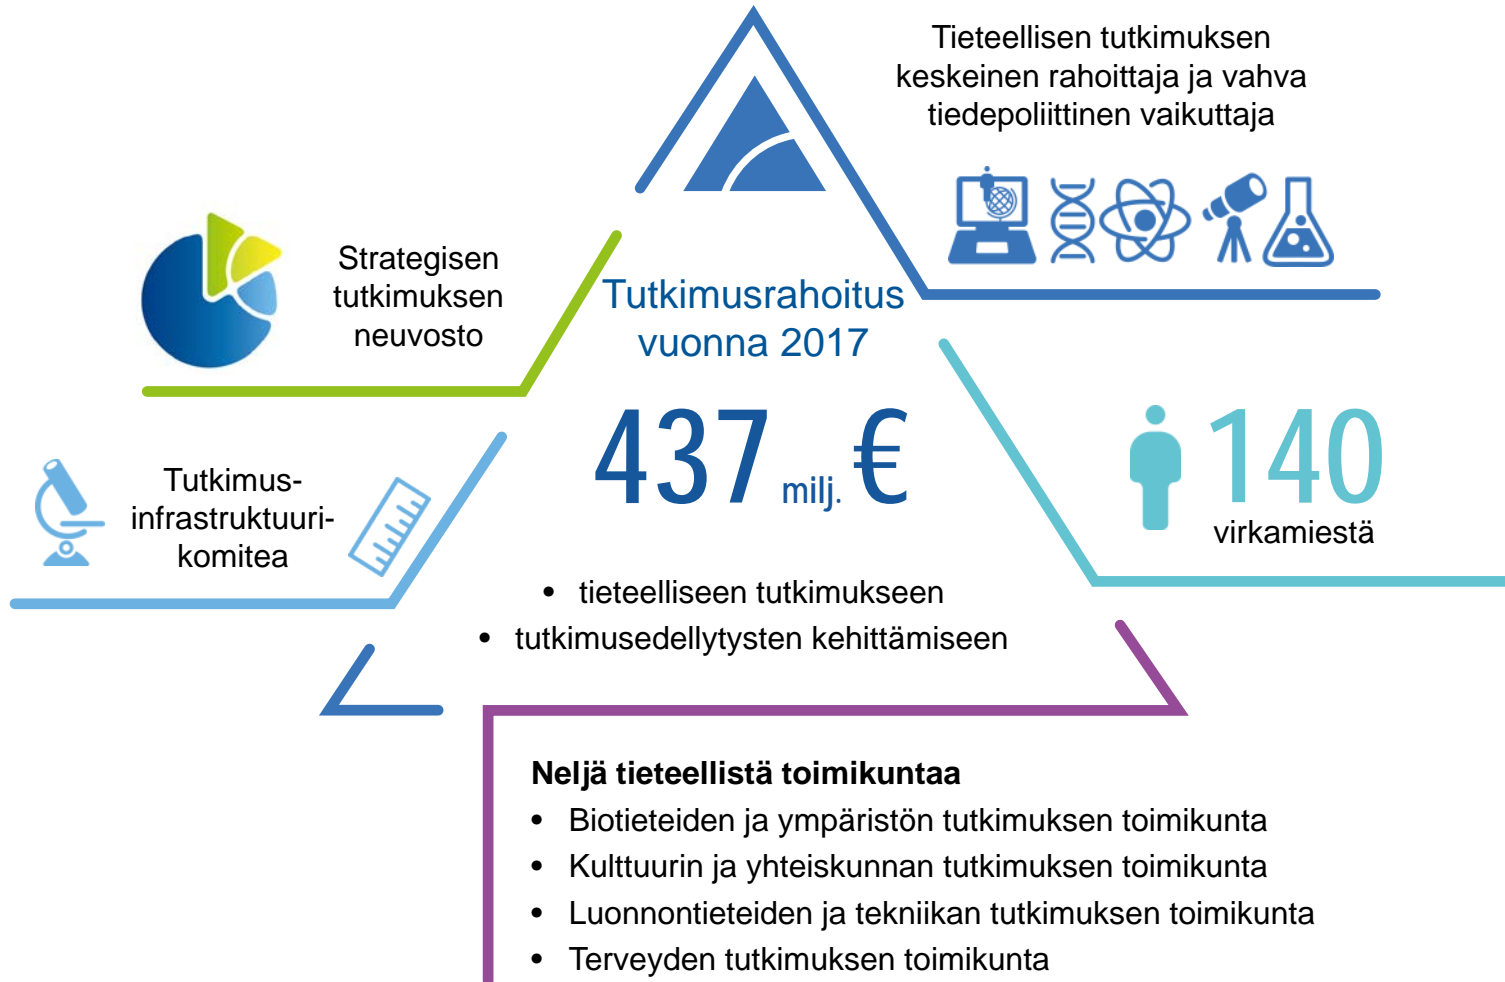 Tieteellisen tutkimuksen
keskeinen rahoittaja ja vahva
tiedepoliittinen vaikuttaja
Strategisen
tutkimuksen
neuvosto
Tutkimusrahoitus
vuonna 2017
437 milj. €
• tieteelliseen tutkimukseen
• tutkimusedellytysten kehittämiseen
Tutkimus-
infrastruktuuri-
komitea
140
virkamiestä
Neljä tieteellistä toimikuntaa
• Biotieteiden ja ympäristön tutkimuksen toimikunta
• Kulttuurin ja yhteiskunnan tutkimuksen toimikunta
• Luonnontieteiden ja tekniikan tutkimuksen toimikunta
• Terveyden tutkimuksen toimikunta